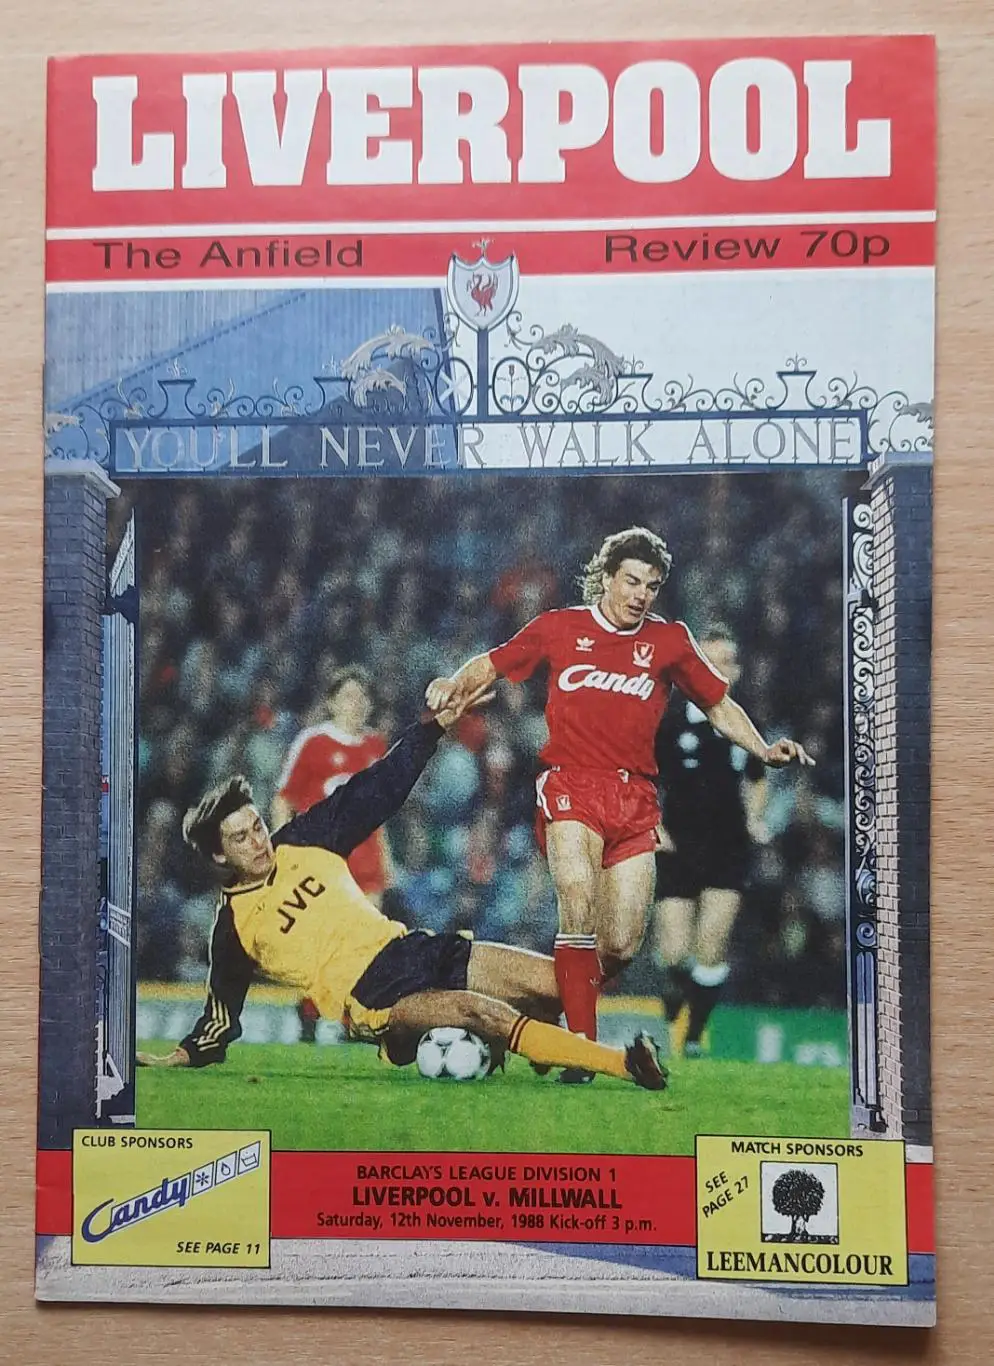 LIVERPOOL
The Anfield Review 70p
YOU'LL NEVER WALK ALONE
Candy
JVC
CLUB SPONSORS
Candy
SEE PAGE 11
BARCLAYS LEAGUE DIVISION 1
LIVERPOOL v. MILLWALL
Saturday, 12th November, 1988 Kick-off 3 p.m.
MATCH SPONSORS
SEE
PAGE 27
LEEMANCOLOUR